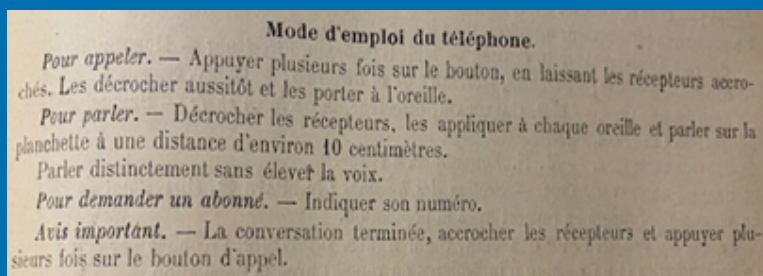 Mode d'emploi du téléphone.
Pour appeler. — Appuyer plusieurs fois sur le bouton, en laissant les récepteurs accro-
chés. Les décrocher aussitôt et les porter à l'oreille.
Pour parler. — Décrocher les récepteurs, les appliquer à chaque oreille et parler sur la
planchette à une distance d'environ 10 centimètres.
Parler distinctement sans élever la voix.
Pour demander un abonné. — Indiquer son numéro.
Avis important. — La conversation terminée, accrocher les récepteurs et appuyer plu-
sieurs fois sur le bouton d'appel.